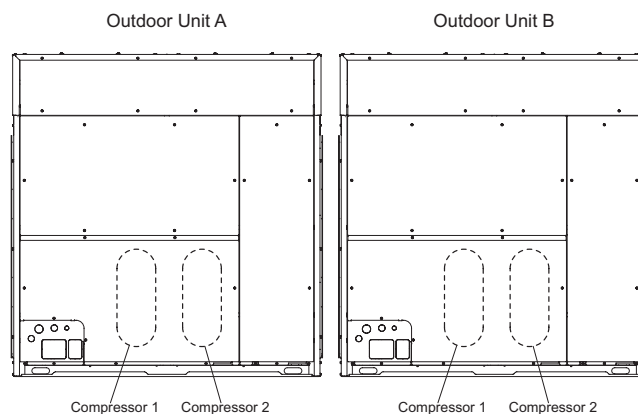 Outdoor Unit A
Outdoor Unit B
Compressor 1
Compressor 2
Compressor 1
Compressor 2